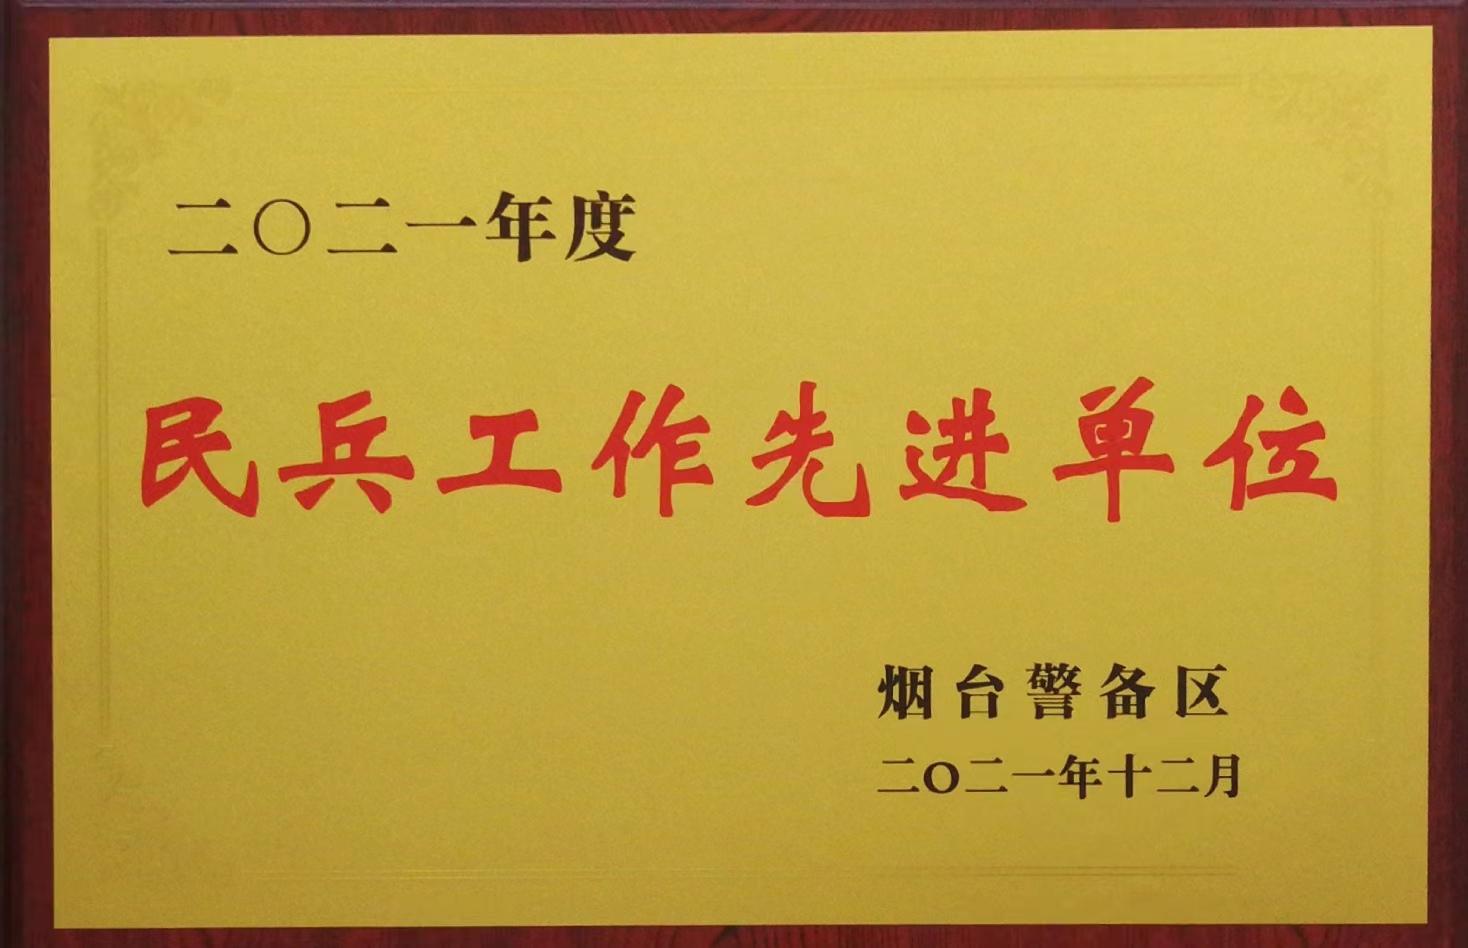 二〇二一年度
民兵工作先进单位
烟台警备区
二〇二一年十二月